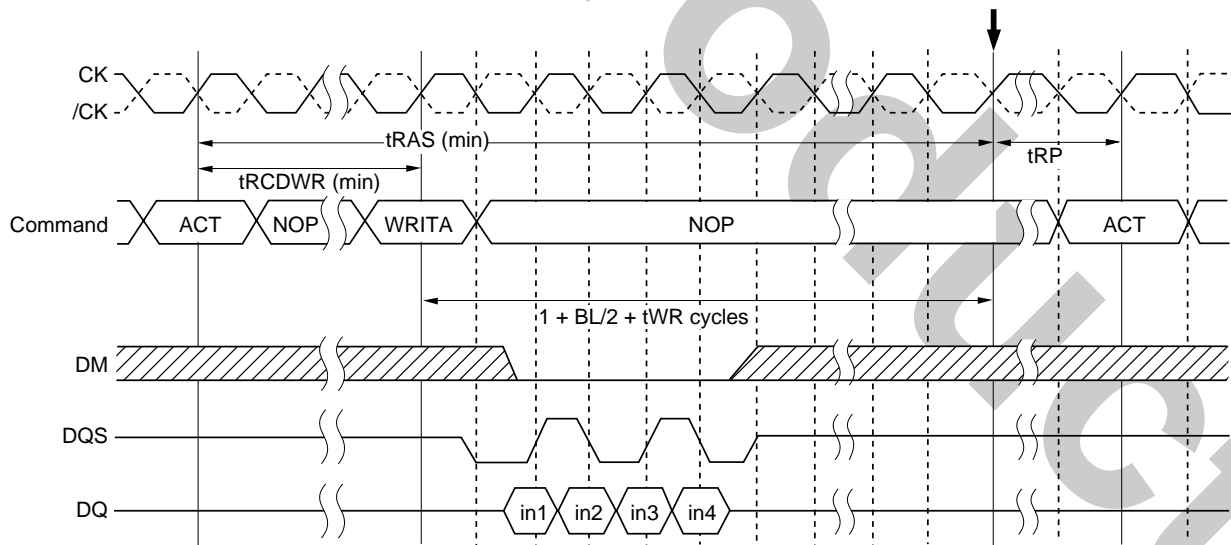 CK
/CK
tRAS (min)
tRP
tRCDWR (min)
Command ACT NOP WRITA NOP ACT
1 + BL/2 + tWR cycles
DM
DQS
DQ in1 in2 in3 in4
oduct